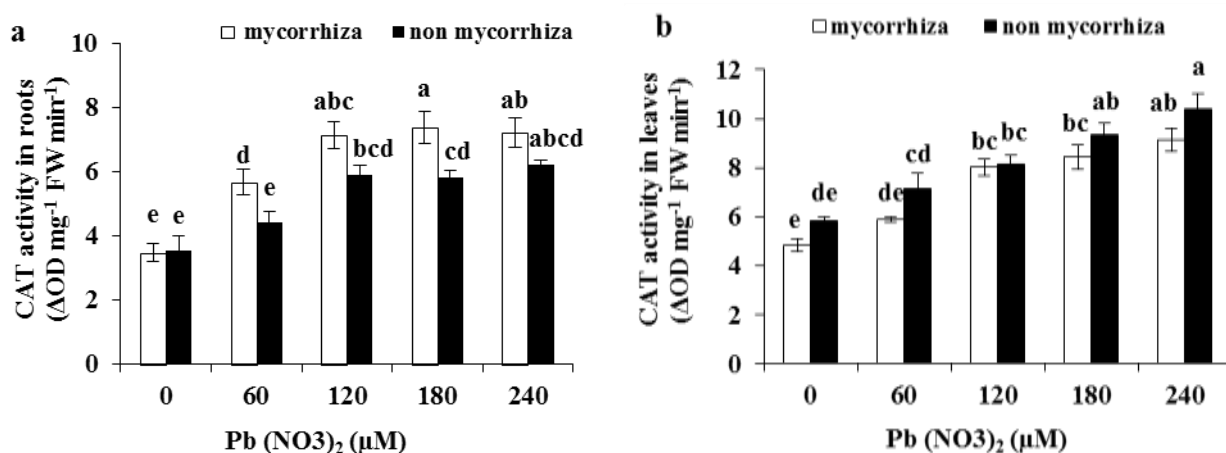 a
mycorrhiza non mycorrhiza
CAT activity in roots
(ΔOD mg⁻¹ FW min⁻¹)
10
8
6
4
2
0
e e
d e
abc bcd
a cd
ab abcd
0 60 120 180 240
Pb (NO3)₂ (µM)
b
mycorrhiza non mycorrhiza
CAT activity in leaves
(ΔOD mg⁻¹ FW min⁻¹)
12
10
8
6
4
2
0
e de
de cd
bc bc
bc ab
ab a
0 60 120 180 240
Pb (NO3)₂ (µM)